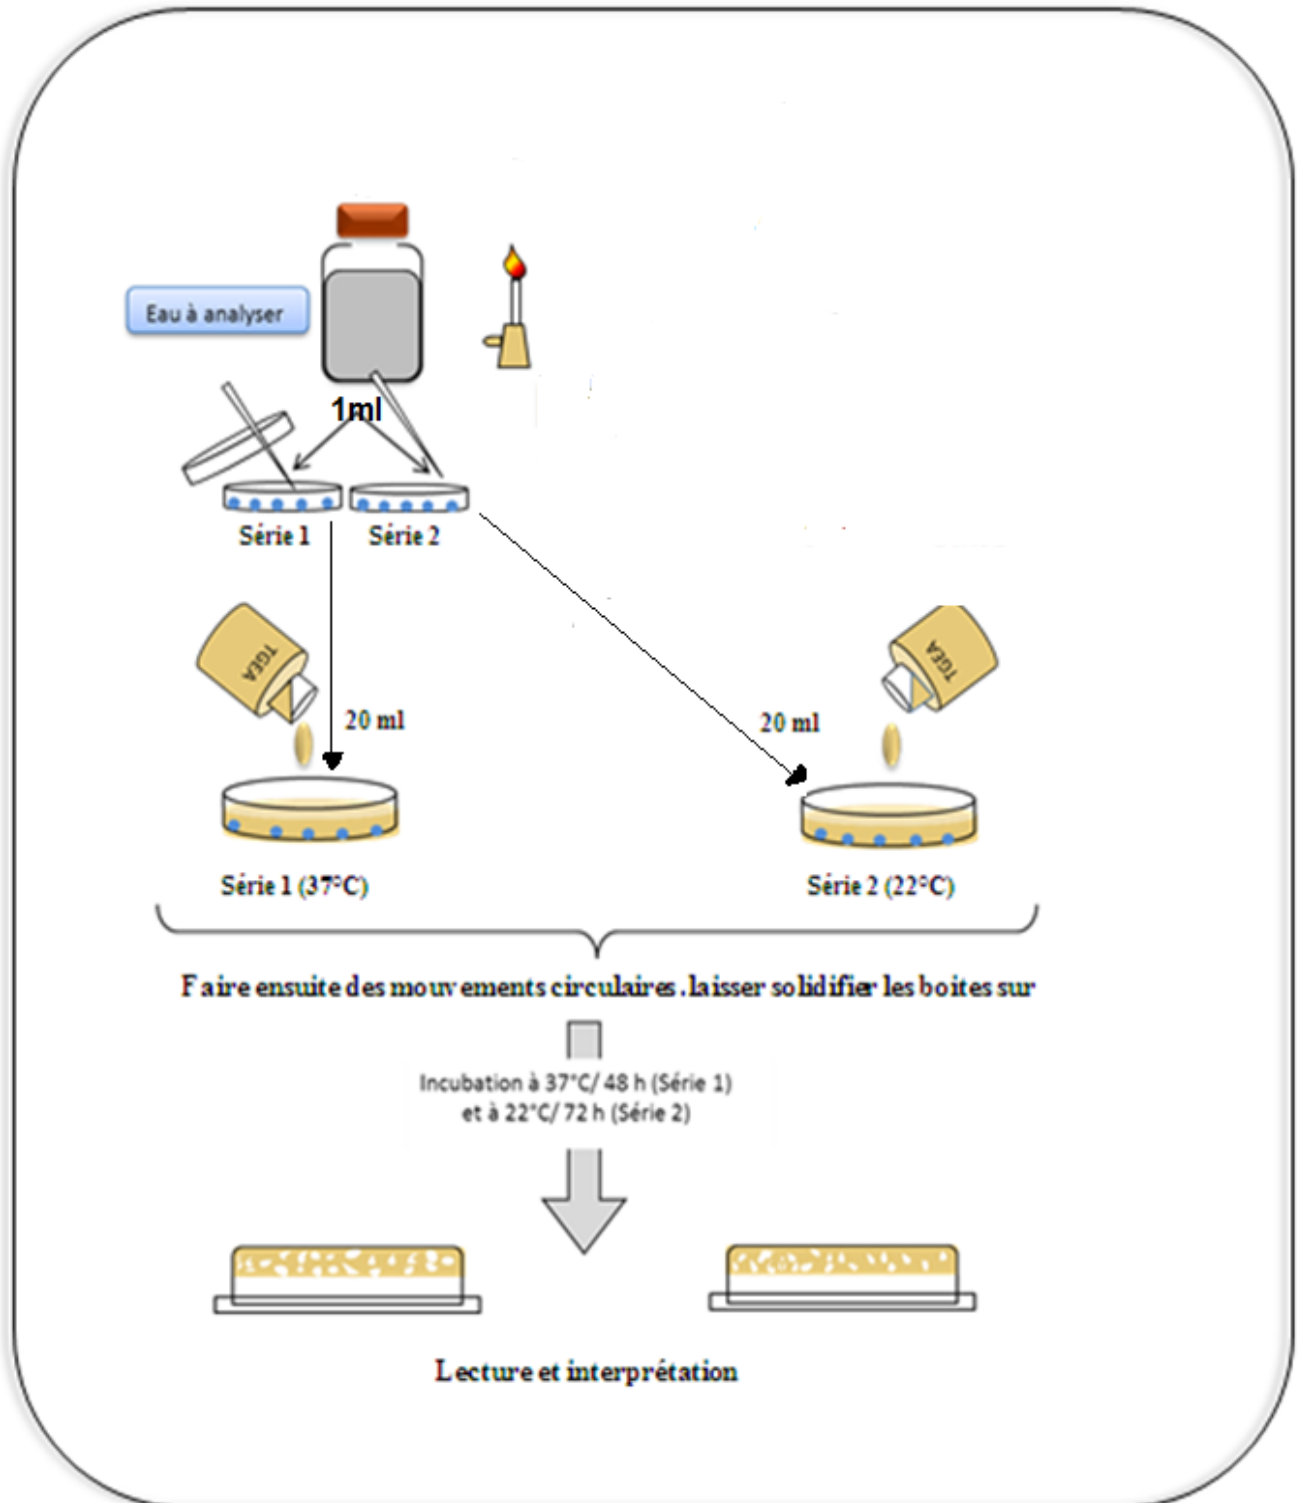 Eau à analyser
1ml
Série 1
Série 2
TGEA
TGEA
20 ml
20 ml
Série 1 (37°C)
Série 2 (22°C)
Faire ensuite des mouvements circulaires.laisser solidifier les boites sur
Incubation à 37°C/ 48 h (Série 1)
et à 22°C/ 72 h (Série 2)
Lecture et interprétation